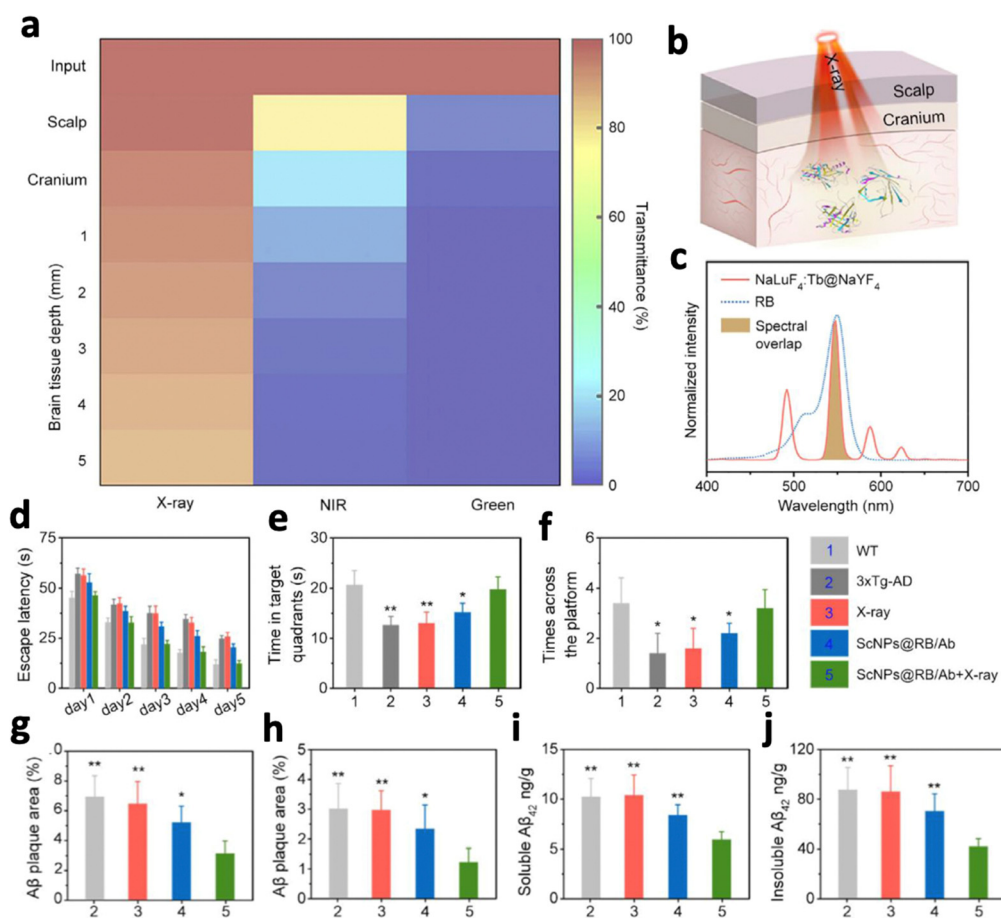 a
Input
Scalp
Cranium
1
2
3
4
5
Brain tissue depth (mm)
X-ray
NIR
Green
100
80
60
40
20
0
Transmittance (%)
b
X-ray
Scalp
Cranium
c
NaLuF₄:Tb@NaYF₄
RB
Spectral
overlap
Normalized intensity
400 500 600 700
Wavelength (nm)
d
Escape latency (s)
75
50
25
0
day1 day2 day3 day4 day5
e
Time in target
quadrants (s)
30
20
10
0
** ** *
1 2 3 4 5
f
Times across
the platform
6
4
2
0
* * *
1 2 3 4 5
1 WT
2 3xTg-AD
3 X-ray
4 ScNPs@RB/Ab
5 ScNPs@RB/Ab+X-ray
g
Aβ plaque area (%)
0
8
6
4
2
0
** ** *
2 3 4 5
h
Aβ plaque area (%)
5
4
3
2
1
0
** ** *
2 3 4 5
i
Soluble Aβ₄₂ ng/g
15
10
5
0
** ** **
2 3 4 5
j
Insoluble Aβ₄₂ ng/g
120
80
40
0
** ** **
2 3 4 5